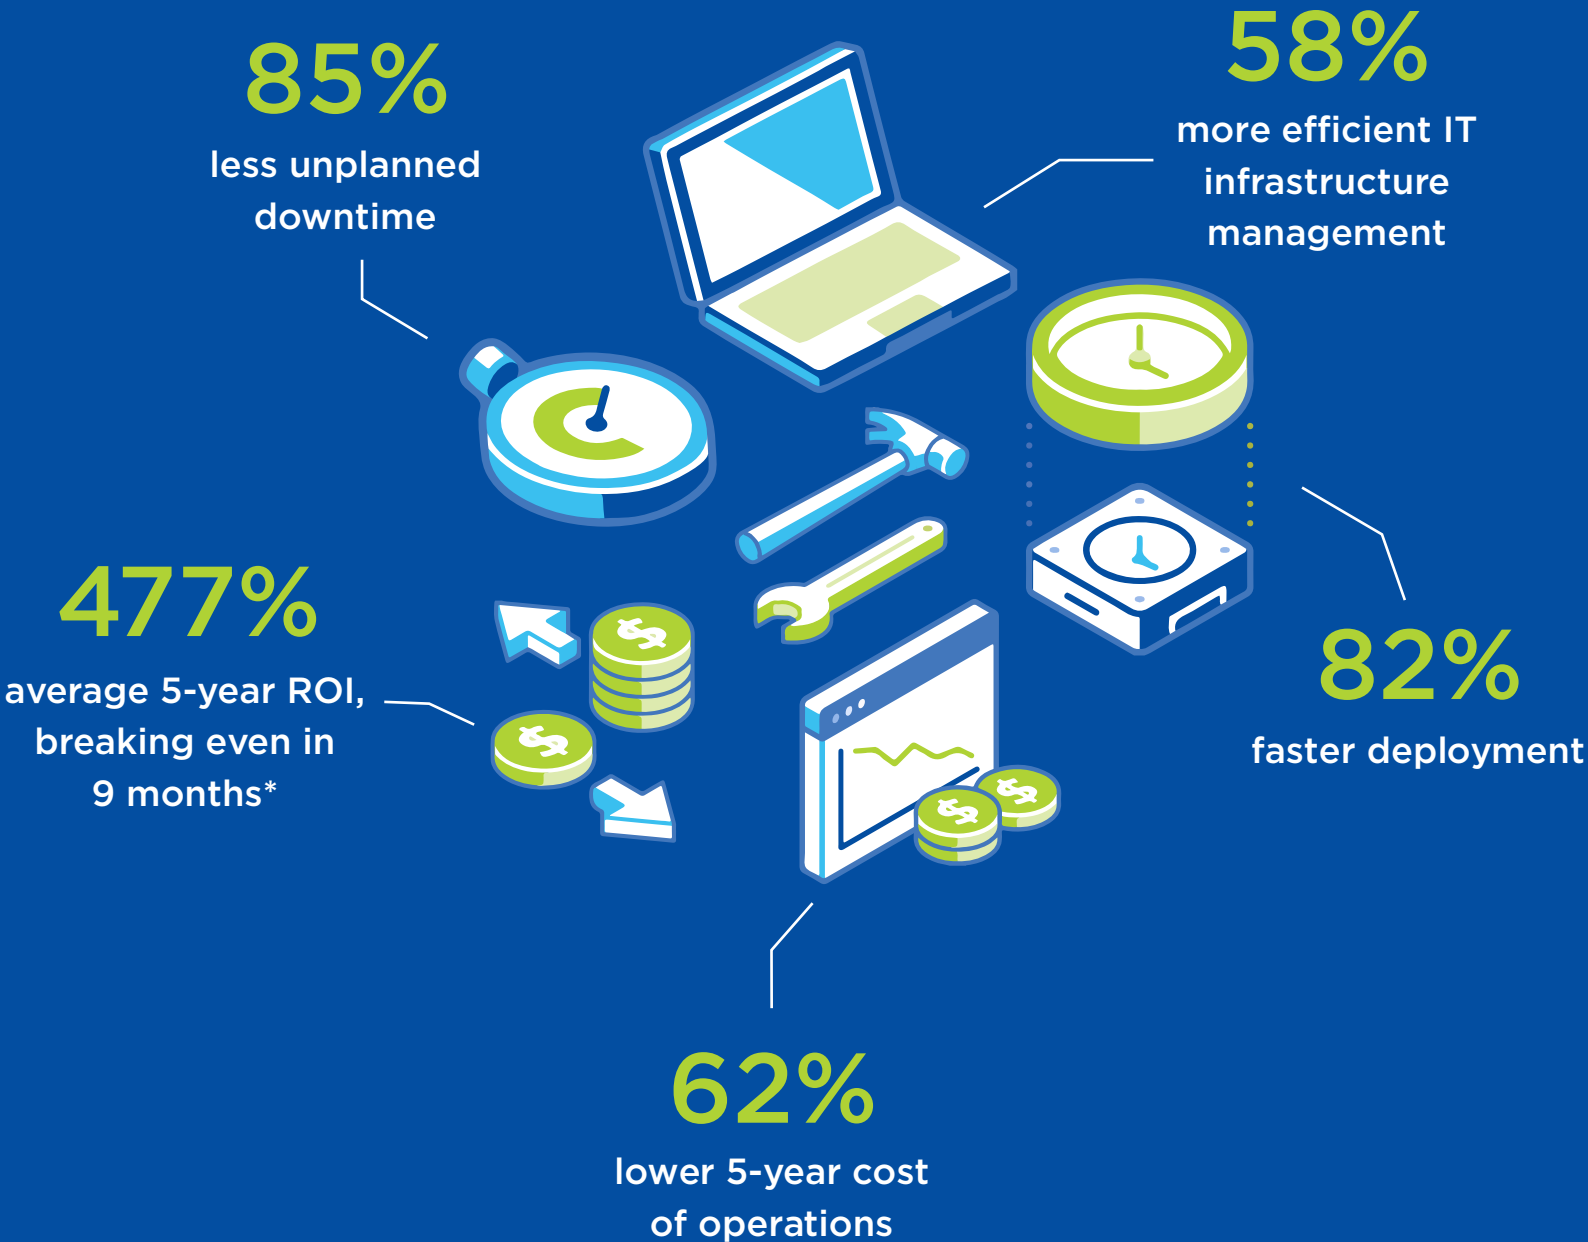 85%
less unplanned
downtime
58%
more efficient IT
infrastructure
management
477%
average 5-year ROI,
breaking even in
9 months*
82%
faster deployment
62%
lower 5-year cost
of operations